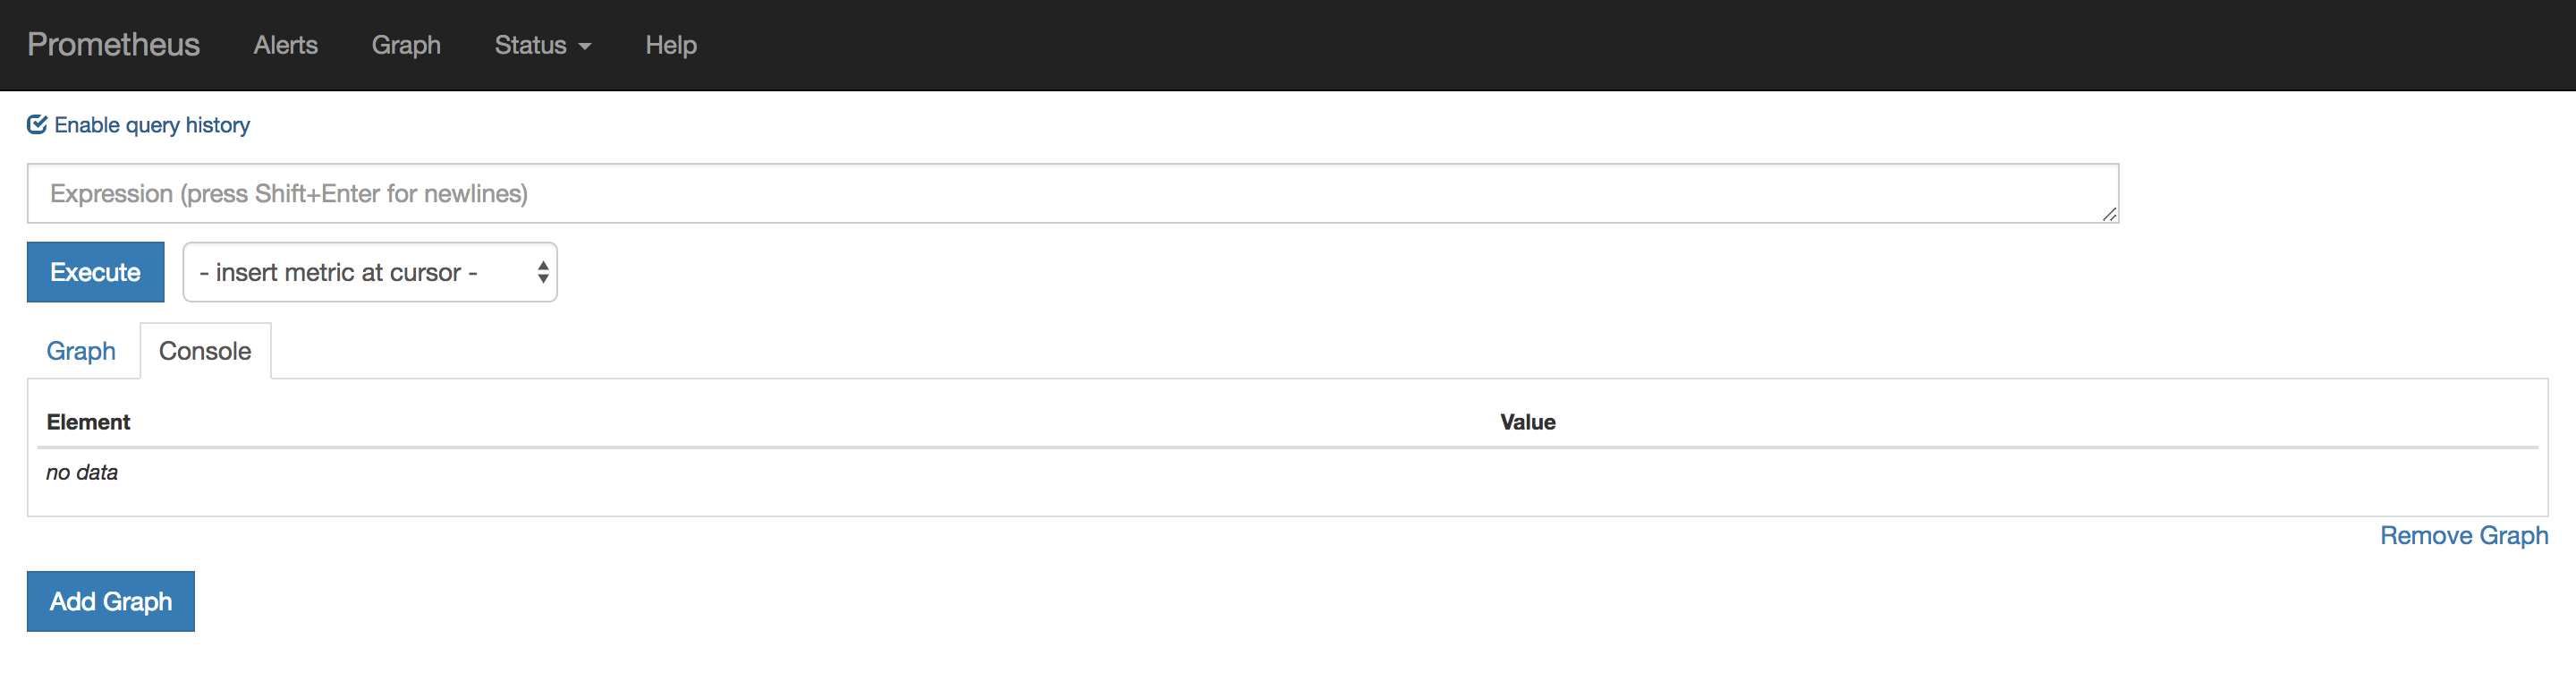 Prometheus Alerts Graph Status Help
Enable query history
Expression (press Shift+Enter for newlines)
Execute - insert metric at cursor -
Graph Console
Element Value
no data
Remove Graph
Add Graph